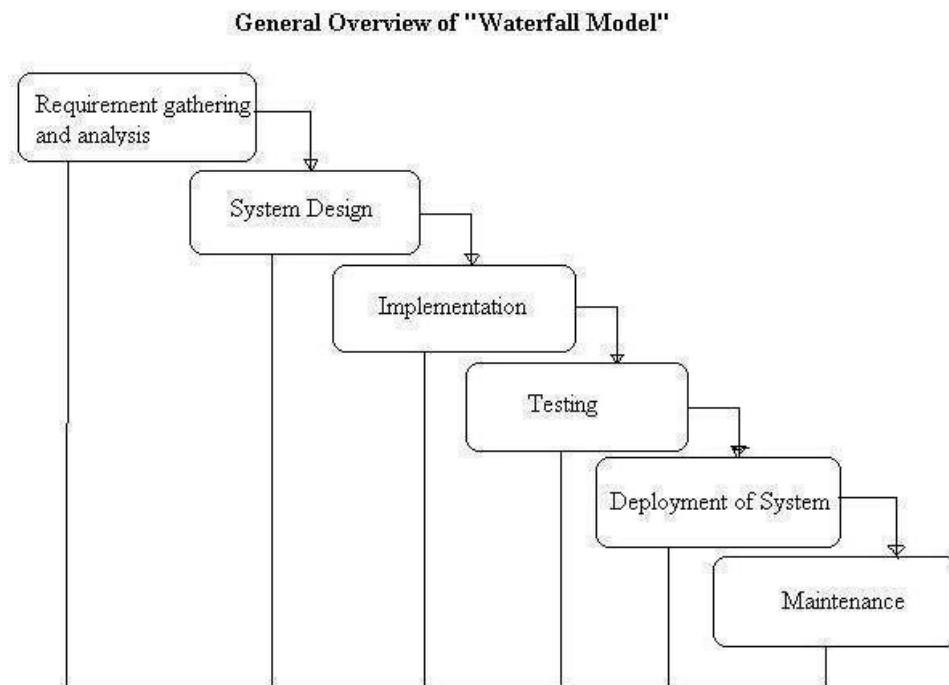 General Overview of "Waterfall Model"
Requirement gathering
and analysis
System Design
Implementation
Testing
Deployment of System
Maintenance